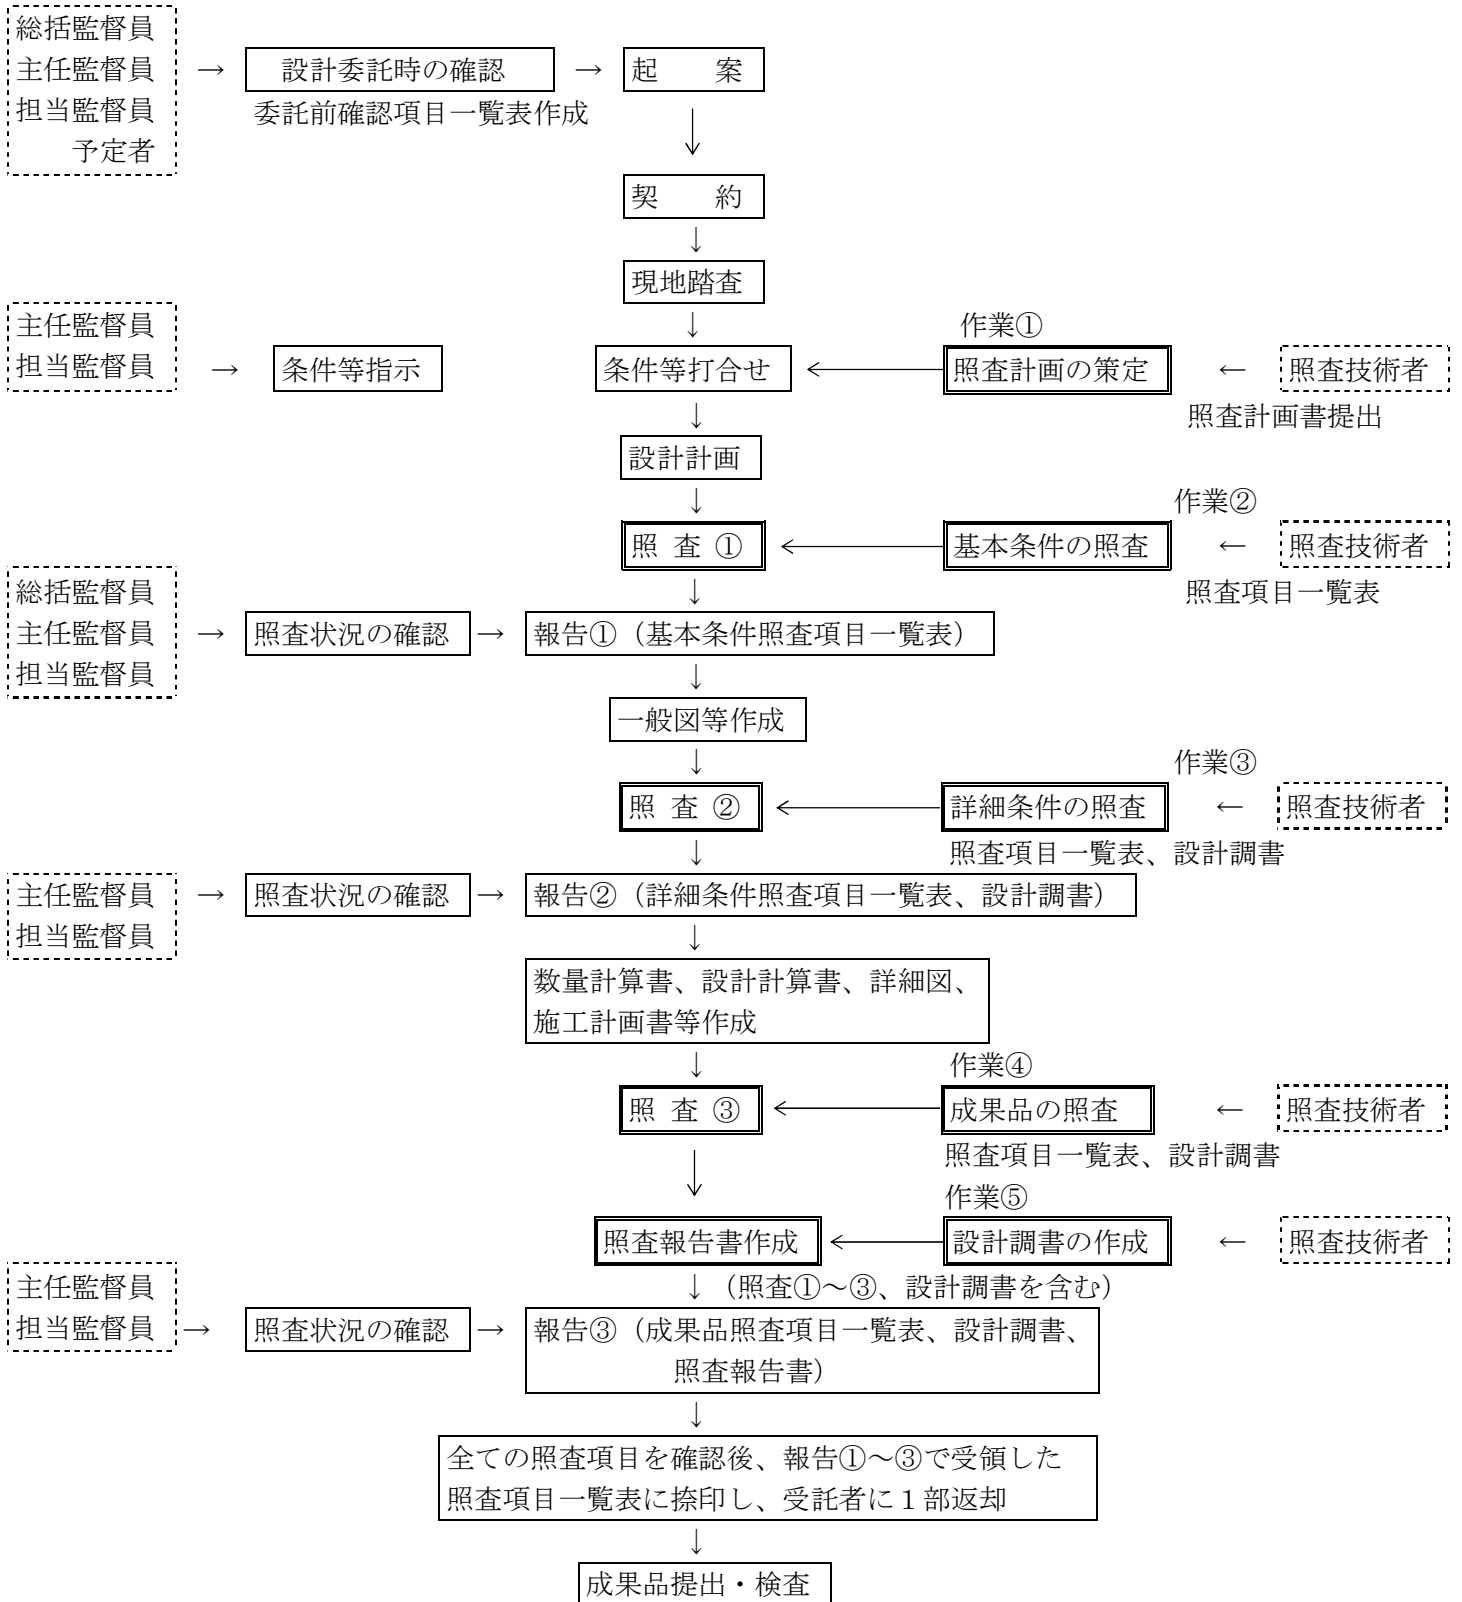 総括監督員
主任監督員
担当監督員
予定者
→ 設計委託時の確認 → 起　　案
委託前確認項目一覧表作成
↓
契　　約
↓
現地踏査
↓
主任監督員
担当監督員
→ 条件等指示
条件等打合せ
作業①
照査計画の策定
← 照査技術者
照査計画書提出
↓
設計計画
↓
作業②
照 査 ①
基本条件の照査
← 照査技術者
照査項目一覧表
↓
総括監督員
主任監督員
担当監督員
→ 照査状況の確認 → 報告①（基本条件照査項目一覧表）
↓
一般図等作成
↓
作業③
照 査 ②
詳細条件の照査
← 照査技術者
照査項目一覧表、設計調書
↓
主任監督員
担当監督員
→ 照査状況の確認 → 報告②（詳細条件照査項目一覧表、設計調書）
↓
数量計算書、設計計算書、詳細図、
施工計画書等作成
↓
作業④
照 査 ③
成果品の照査
← 照査技術者
照査項目一覧表、設計調書
作業⑤
照査報告書作成
設計調書の作成
← 照査技術者
↓（照査①～③、設計調書を含む）
主任監督員
担当監督員
→ 照査状況の確認 → 報告③（成果品照査項目一覧表、設計調書、
照査報告書）
↓
全ての照査項目を確認後、報告①～③で受領した
照査項目一覧表に捺印し、受託者に１部返却
↓
成果品提出・検査